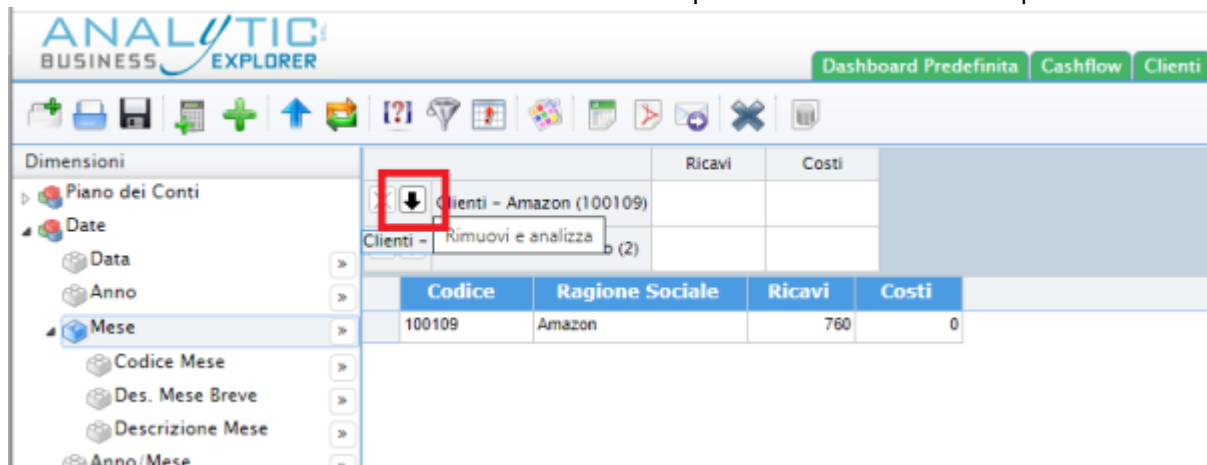 ANALYTIC
BUSINESS EXPLORER
Dashboard Predefinita Cashflow Clienti
[?]
Dimensioni
Ricavi Costi
Piano dei Conti
Clienti – Amazon (100109)
Date
Clienti – Rimuovi e analizza (2)
Data
Codice Ragione Sociale Ricavi Costi
Anno
100109 Amazon 760 0
Mese
Codice Mese
Des. Mese Breve
Descrizione Mese
Anno/Mese